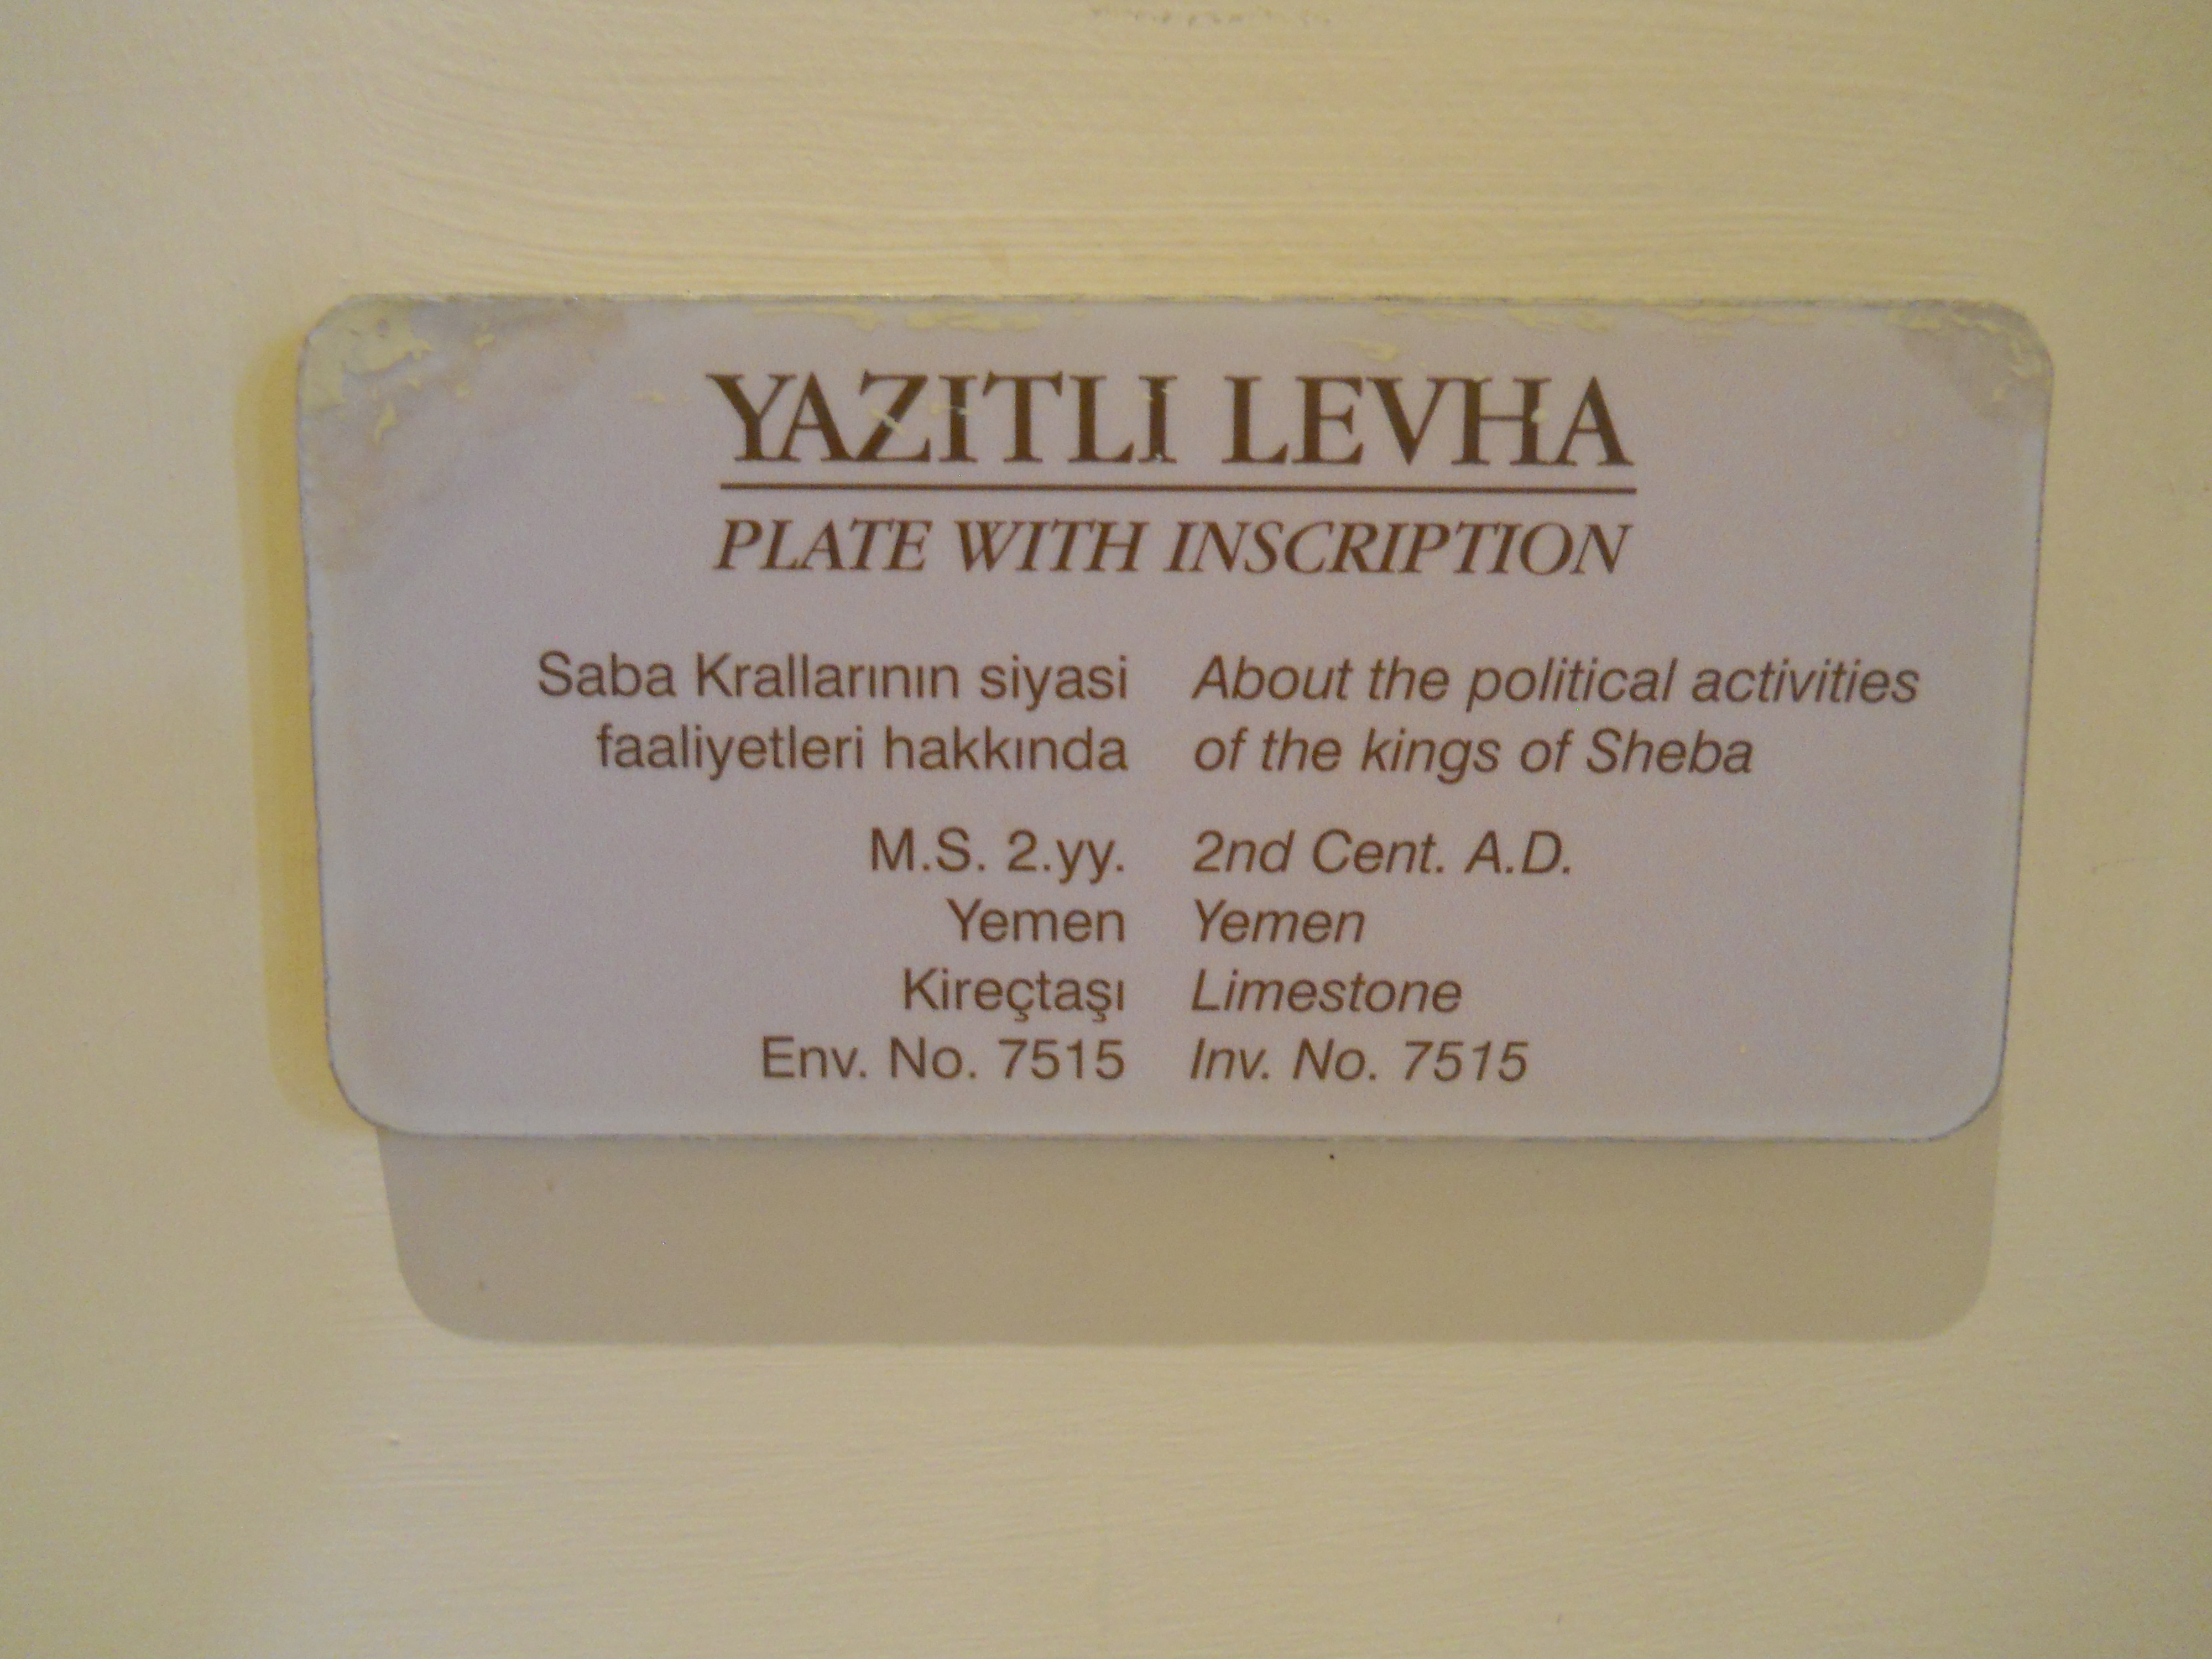 YAZITLI LEVHA
PLATE WITH INSCRIPTION
Saba Krallarının siyasi
faaliyetleri hakkında
M.S. 2.yy.
Yemen
Kireçtaşı
Env. No. 7515
About the political activities
of the kings of Sheba
2nd Cent. A.D.
Yemen
Limestone
Inv. No. 7515